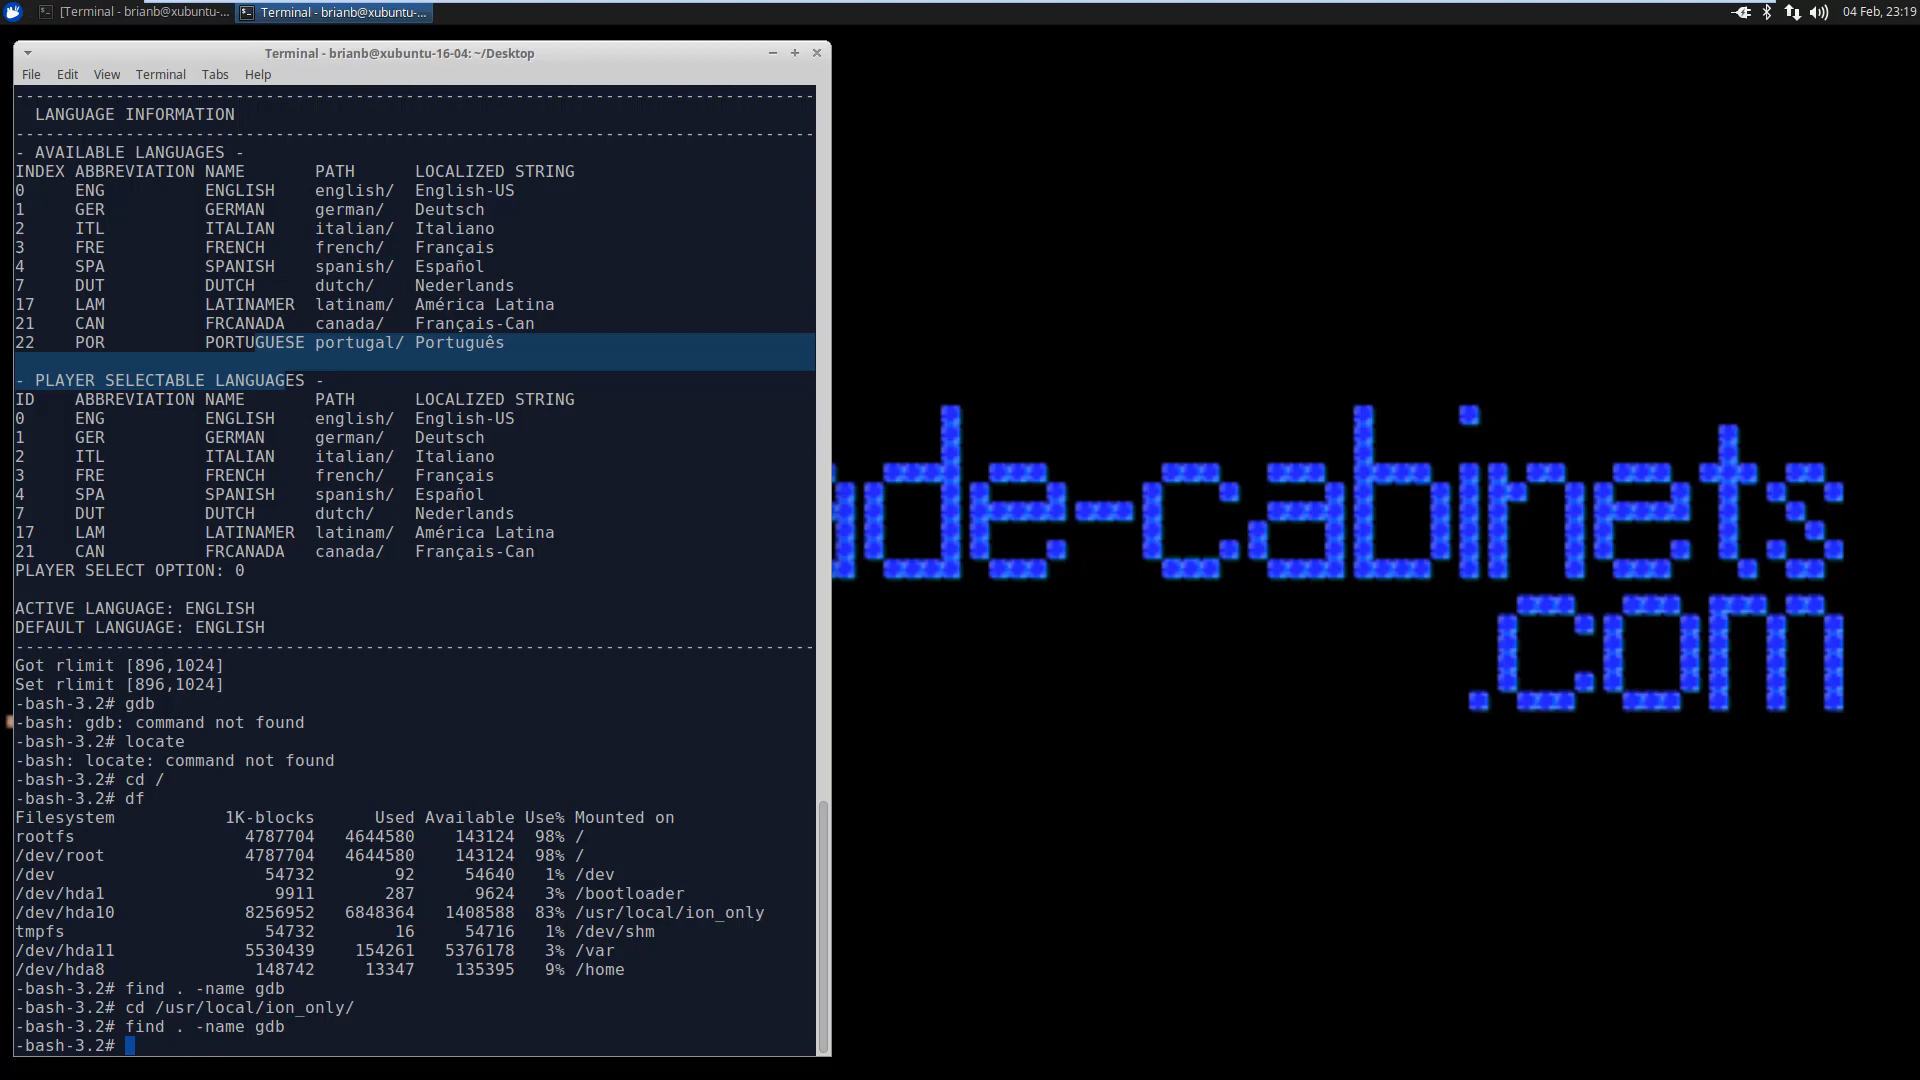 [Terminal - brianb@xubuntu-...
Terminal - brianb@xubuntu-...
04 Feb, 23:19
Terminal - brianb@xubuntu-16-04: ~/Desktop
File Edit View Terminal Tabs Help
--------------------------------------------------------------------------------
LANGUAGE INFORMATION
--------------------------------------------------------------------------------
- AVAILABLE LANGUAGES -
INDEX ABBREVIATION NAME PATH LOCALIZED STRING
0 ENG ENGLISH english/ English-US
1 GER GERMAN german/ Deutsch
2 ITL ITALIAN italian/ Italiano
3 FRE FRENCH french/ Français
4 SPA SPANISH spanish/ Español
7 DUT DUTCH dutch/ Nederlands
17 LAM LATINAMER latinam/ América Latina
21 CAN FRCANADA canada/ Français-Can
22 POR PORTUGUESE portugal/ Português
- PLAYER SELECTABLE LANGUAGES -
ID ABBREVIATION NAME PATH LOCALIZED STRING
0 ENG ENGLISH english/ English-US
1 GER GERMAN german/ Deutsch
2 ITL ITALIAN italian/ Italiano
3 FRE FRENCH french/ Français
4 SPA SPANISH spanish/ Español
7 DUT DUTCH dutch/ Nederlands
17 LAM LATINAMER latinam/ América Latina
21 CAN FRCANADA canada/ Français-Can
PLAYER SELECT OPTION: 0
ACTIVE LANGUAGE: ENGLISH
DEFAULT LANGUAGE: ENGLISH
--------------------------------------------------------------------------------
Got rlimit [896,1024]
Set rlimit [896,1024]
-bash-3.2# gdb
-bash: gdb: command not found
-bash-3.2# locate
-bash: locate: command not found
-bash-3.2# cd /
-bash-3.2# df
Filesystem 1K-blocks Used Available Use% Mounted on
rootfs 4787704 4644580 143124 98% /
/dev/root 4787704 4644580 143124 98% /
/dev 54732 92 54640 1% /dev
/dev/hda1 9911 287 9624 3% /bootloader
/dev/hda10 8256952 6848364 1408588 83% /usr/local/ion_only
tmpfs 54732 16 54716 1% /dev/shm
/dev/hda11 5530439 154261 5376178 3% /var
/dev/hda8 148742 13347 135395 9% /home
-bash-3.2# find . -name gdb
-bash-3.2# cd /usr/local/ion_only/
-bash-3.2# find . -name gdb
-bash-3.2#
ade-cabinets
.com